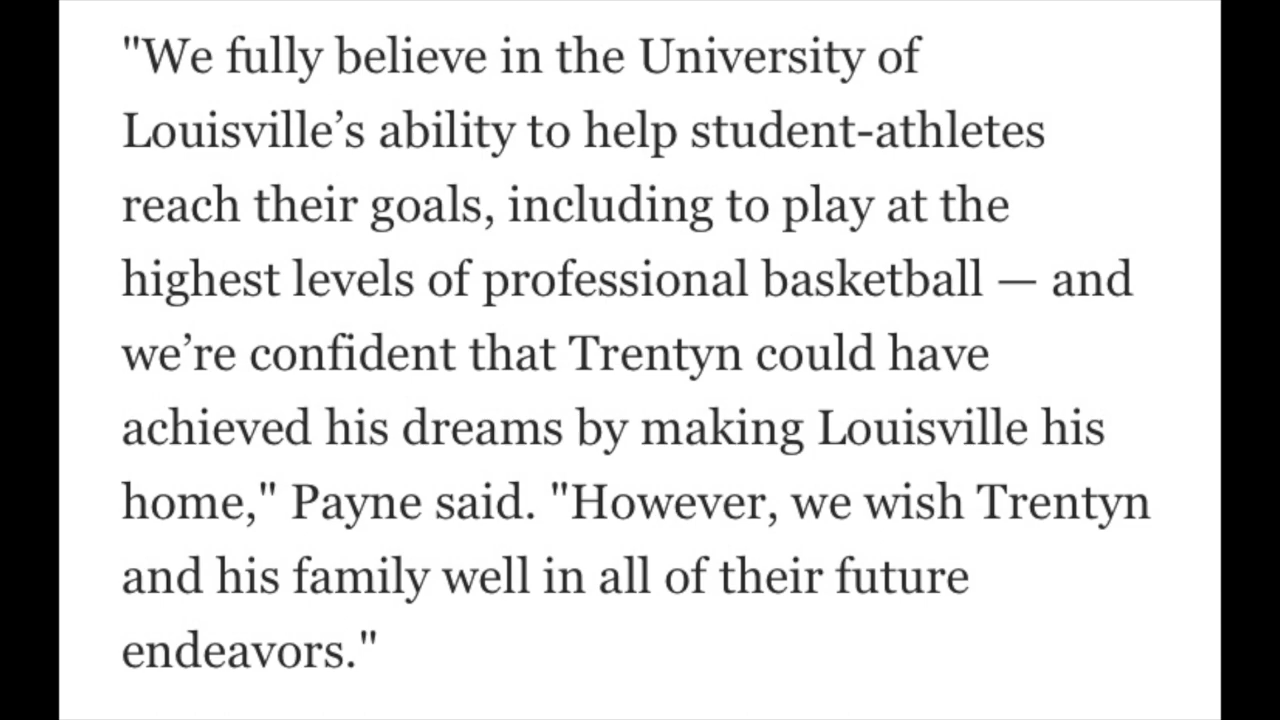 "We fully believe in the University of
Louisville’s ability to help student-athletes
reach their goals, including to play at the
highest levels of professional basketball — and
we’re confident that Trentyn could have
achieved his dreams by making Louisville his
home," Payne said. "However, we wish Trentyn
and his family well in all of their future
endeavors."